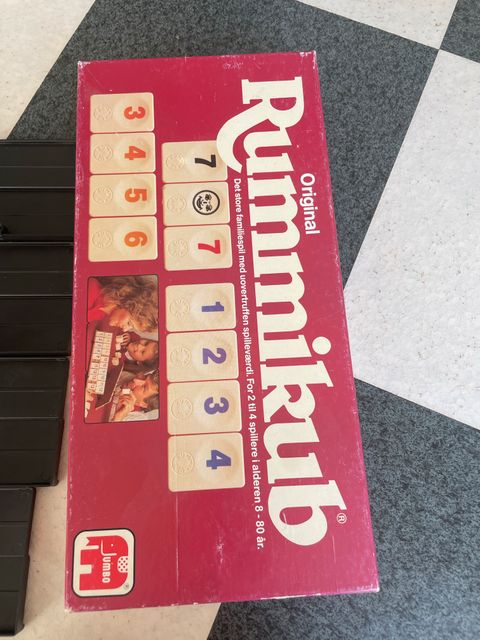 Original
Rummikub®
Det store familiespil med uovertruffen spilleværdi. For 2 til 4 spillere i alderen 8 - 80 år.
7 7 1 2 3 4
3 4 5 6
JUMBO